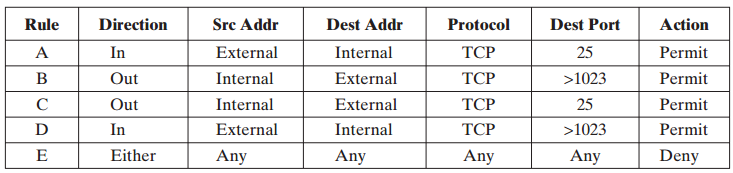 Rule Direction Src Addr Dest Addr Protocol Dest Port Action
A In External Internal TCP 25 Permit
B Out Internal External TCP >1023 Permit
C Out Internal External TCP 25 Permit
D In External Internal TCP >1023 Permit
E Either Any Any Any Any Deny